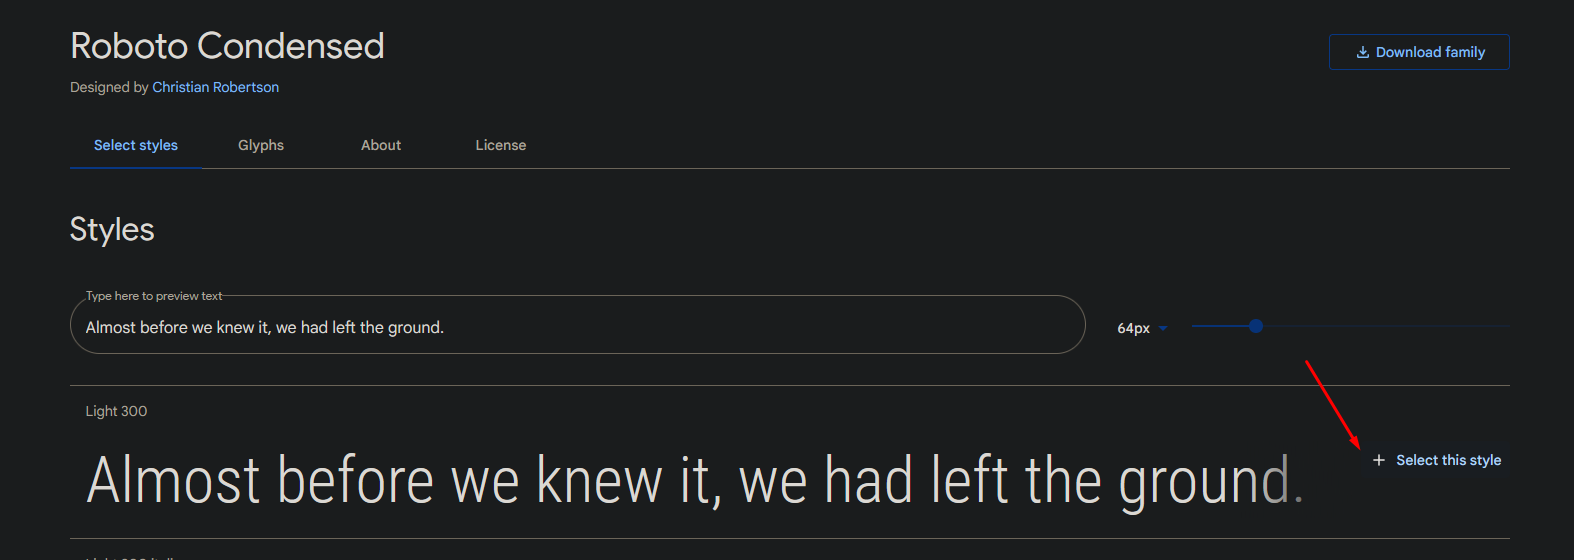 Roboto Condensed
Download family
Designed by Christian Robertson
Select styles Glyphs About License
Styles
Type here to preview text
Almost before we knew it, we had left the ground.
64px
Light 300
Select this style
Almost before we knew it, we had left the ground.